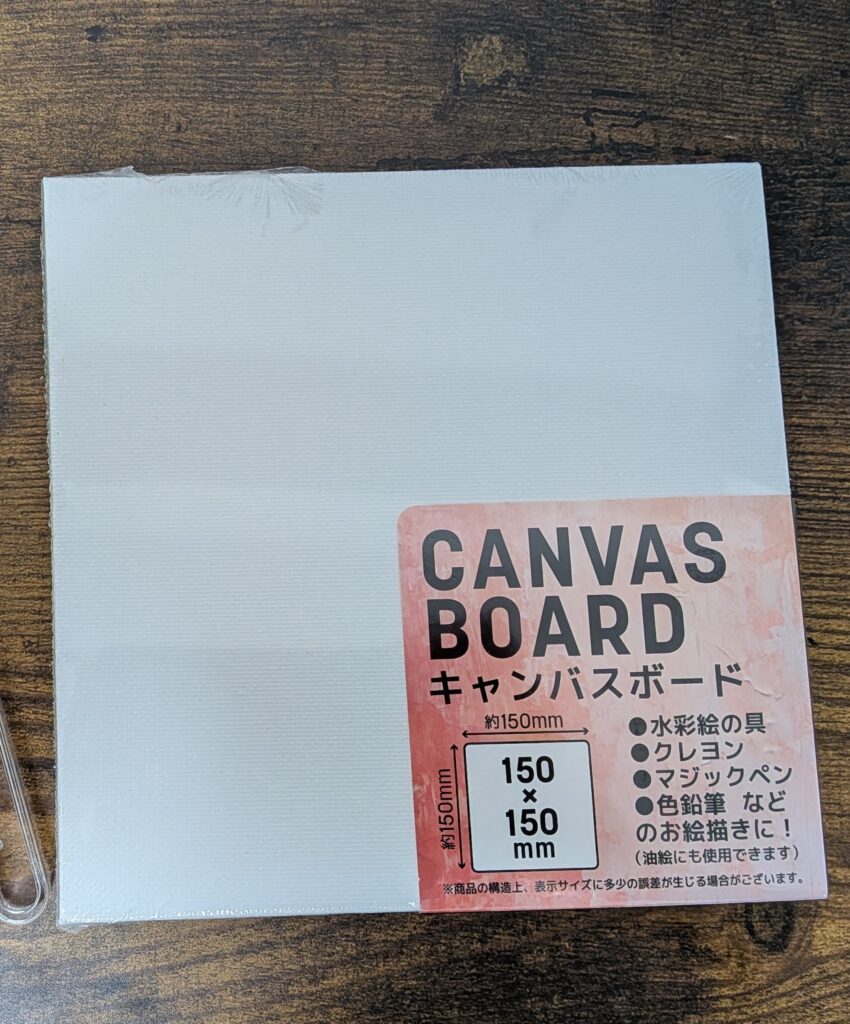 CANVAS
BOARD
キャンバスボード
約150mm
約150mm
150
×
150
mm
●水彩絵の具
●クレヨン
●マジックペン
●色鉛筆 など
のお絵描きに！
（油絵にも使用できます）
※商品の構造上、表示サイズに多少の誤差が生じる場合がございます。